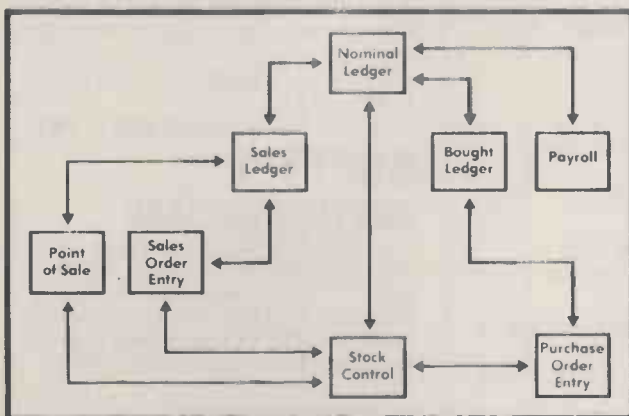 Nominal
Ledger
Sales
Ledger
Bought
Ledger
Payroll
Point
of Sale
Sales
Order
Entry
Stock
Control
Purchase
Order
Entry